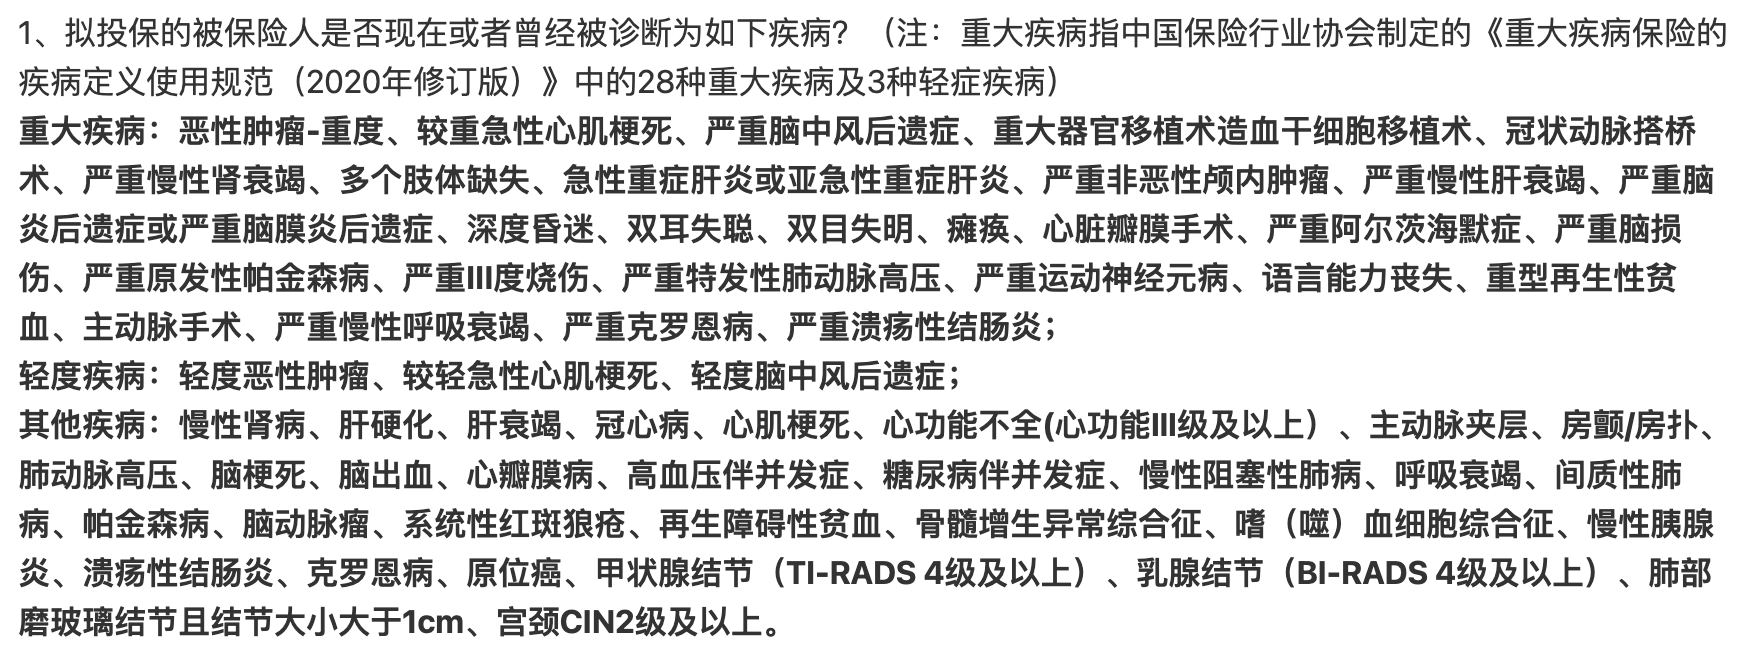 1、拟投保的被保险人是否现在或者曾经被诊断为如下疾病？（注：重大疾病指中国保险行业协会制定的《重大疾病保险的
疾病定义使用规范（2020年修订版）》中的28种重大疾病及3种轻症疾病）
重大疾病：恶性肿瘤-重度、较重急性心肌梗死、严重脑中风后遗症、重大器官移植术造血干细胞移植术、冠状动脉搭桥
术、严重慢性肾衰竭、多个肢体缺失、急性重症肝炎或亚急性重症肝炎、严重非恶性颅内肿瘤、严重慢性肝衰竭、严重脑
炎后遗症或严重脑膜炎后遗症、深度昏迷、双耳失聪、双目失明、瘫痪、心脏瓣膜手术、严重阿尔茨海默症、严重脑损
伤、严重原发性帕金森病、严重III度烧伤、严重特发性肺动脉高压、严重运动神经元病、语言能力丧失、重型再生性贫
血、主动脉手术、严重慢性呼吸衰竭、严重克罗恩病、严重溃疡性结肠炎；
轻度疾病：轻度恶性肿瘤、较轻急性心肌梗死、轻度脑中风后遗症；
其他疾病：慢性肾病、肝硬化、肝衰竭、冠心病、心肌梗死、心功能不全(心功能III级及以上）、主动脉夹层、房颤/房扑、
肺动脉高压、脑梗死、脑出血、心瓣膜病、高血压伴并发症、糖尿病伴并发症、慢性阻塞性肺病、呼吸衰竭、间质性肺
病、帕金森病、脑动脉瘤、系统性红斑狼疮、再生障碍性贫血、骨髓增生异常综合征、嗜（噬）血细胞综合征、慢性胰腺
炎、溃疡性结肠炎、克罗恩病、原位癌、甲状腺结节（TI-RADS 4级及以上）、乳腺结节（BI-RADS 4级及以上）、肺部
磨玻璃结节且结节大小大于1cm、宫颈CIN2级及以上。